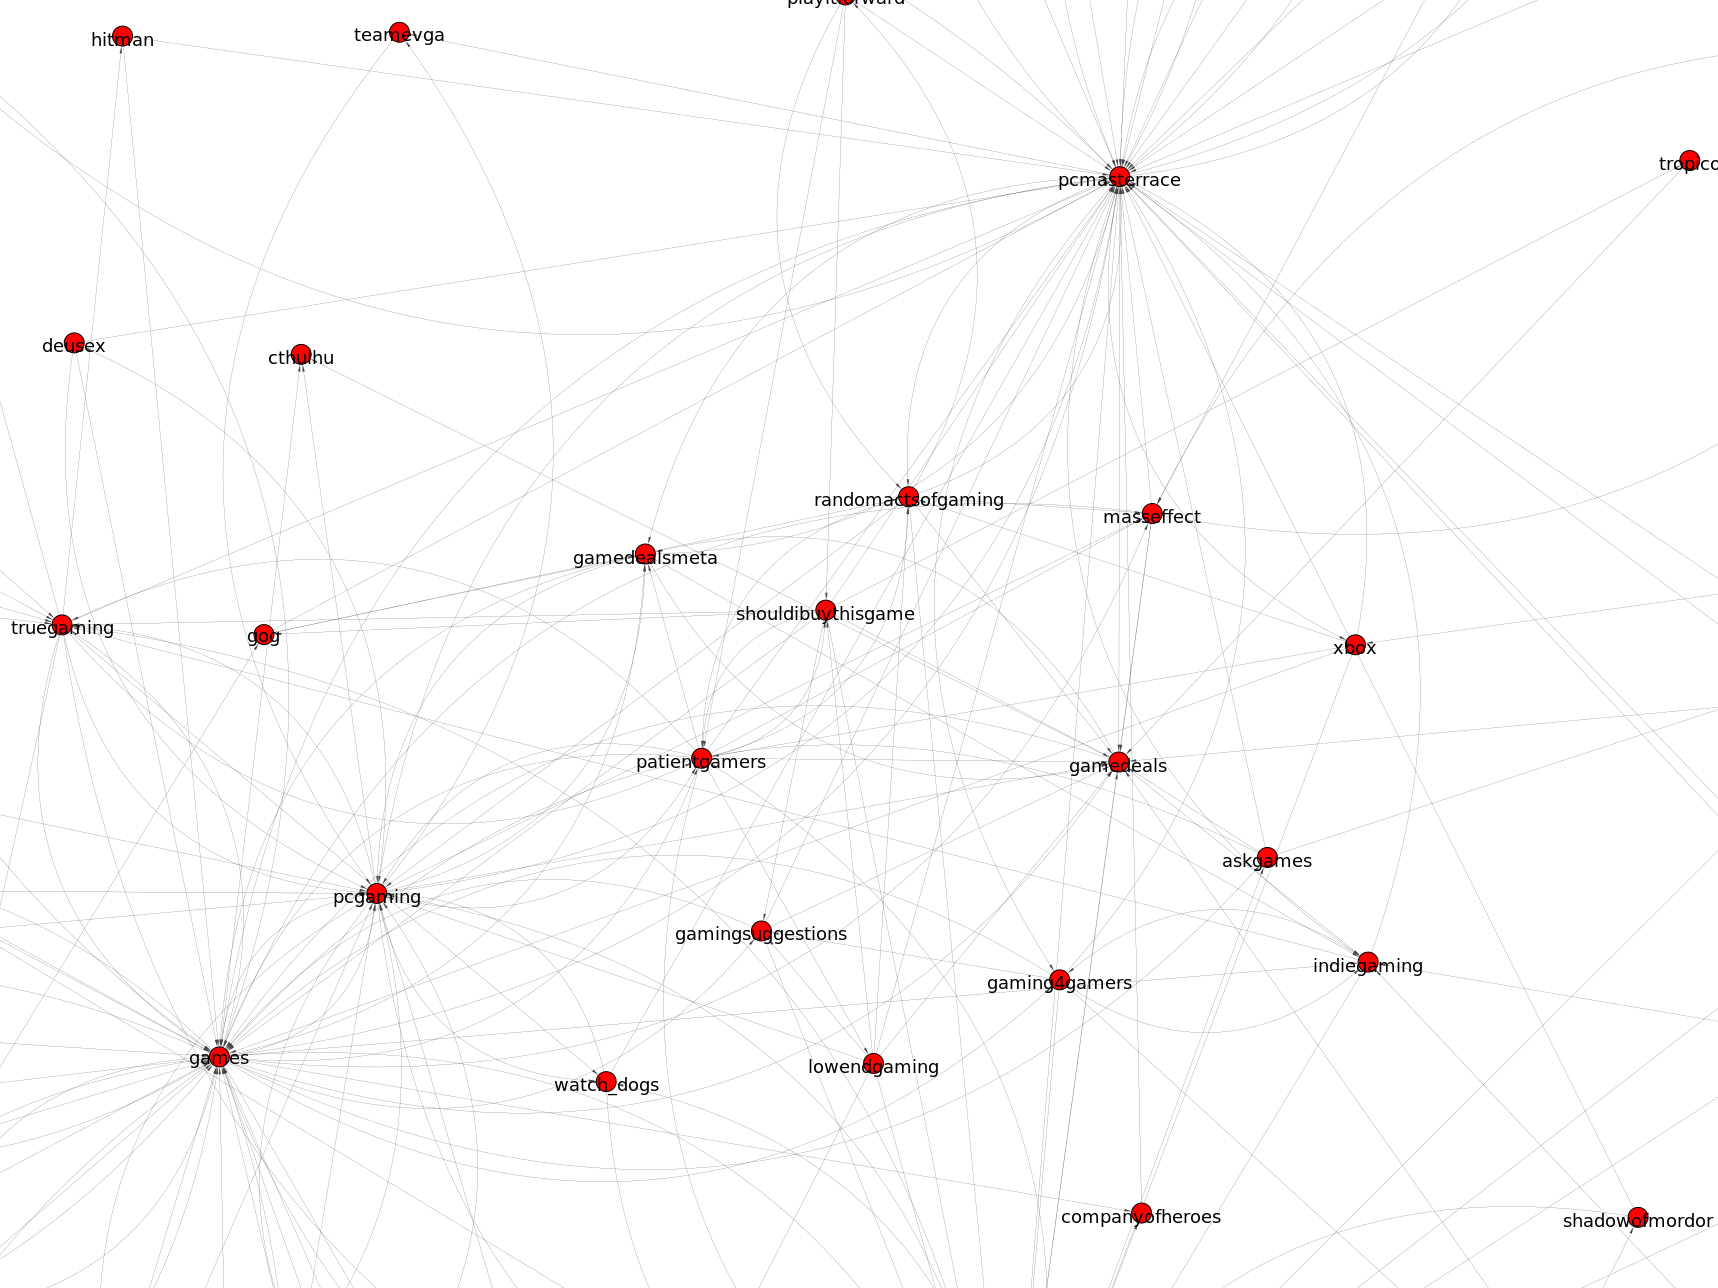 playitforward
hitman
teamevga
pcmasterrace
tropico
deusex
cthulhu
randomactsofgaming
masseffect
gamedealsmeta
shouldibuythisgame
truegaming
gog
xbox
patientgamers
gamedeals
askgames
pcgaming
gamingsuggestions
indiegaming
gaming4gamers
games
lowendgaming
watch_dogs
companyofheroes
shadowofmordor